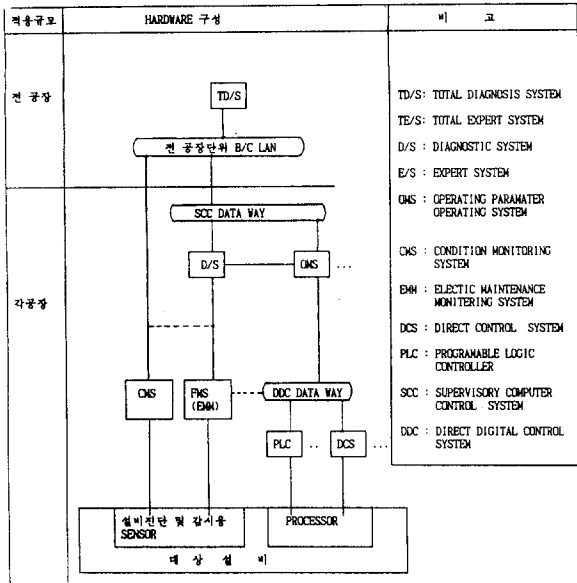 적용규모 HARDWARE 구성 비 고
전 공장
TD/S
전 공장단위 B/C LAN
SCC DATA WAY
D/S OMS ...
각공장
CMS FMS
(EMM)
DDC DATA WAY
PLC .. DCS ...
설비진단 및 감시용
SENSOR
PROCESSOR
대 상 설 비
TD/S: TOTAL DIAGNOSIS SYSTEM
TE/S: TOTAL EXPERT SYSTEM
D/S : DIAGNOSTIC SYSTEM
E/S : EXPERT SYSTEM
OMS : OPERATING PARAMATER
OPERATING SYSTEM
CMS : CONDITION MONITORING
SYSTEM
EMM : ELECTIC MAINTENANCE
MONITERING SYSTEM
DCS : DIRECT CONTROL SYSTEM
PLC : PROGRAMABLE LOGIC
CONTROLLER
SCC : SUPERVISORY COMPUTER
CONTROL SYSTEM
DDC : DIRECT DIGITAL CONTROL
SYSTEM